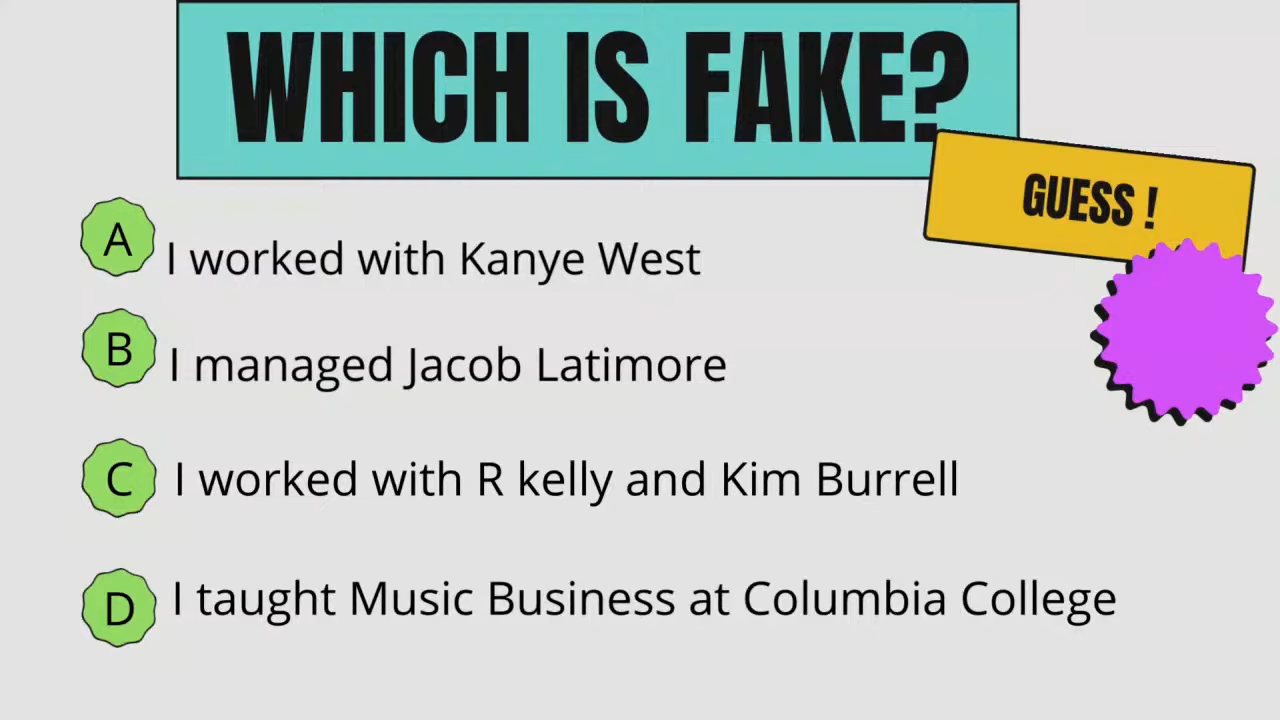 WHICH IS FAKE?
GUESS !
A I worked with Kanye West
B I managed Jacob Latimore
C I worked with R kelly and Kim Burrell
D I taught Music Business at Columbia College